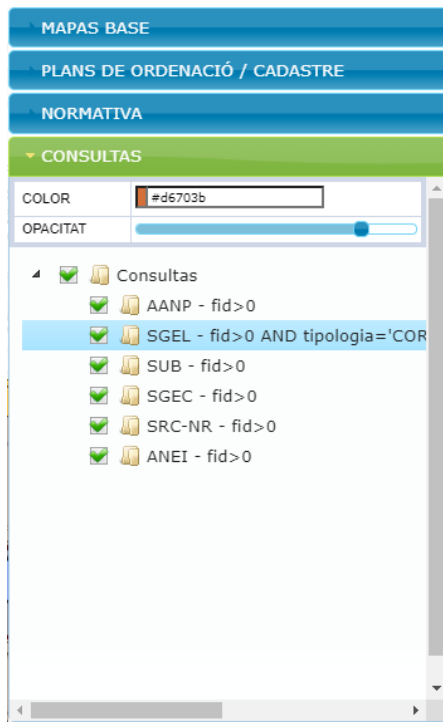 MAPAS BASE
PLANS DE ORDENACIÓ / CADASTRE
NORMATIVA
CONSULTAS
COLOR #d6703b
OPACITAT
Consultas
AANP - fid>0
SGEL - fid>0 AND tipologia='COR
SUB - fid>0
SGEC - fid>0
SRC-NR - fid>0
ANEI - fid>0